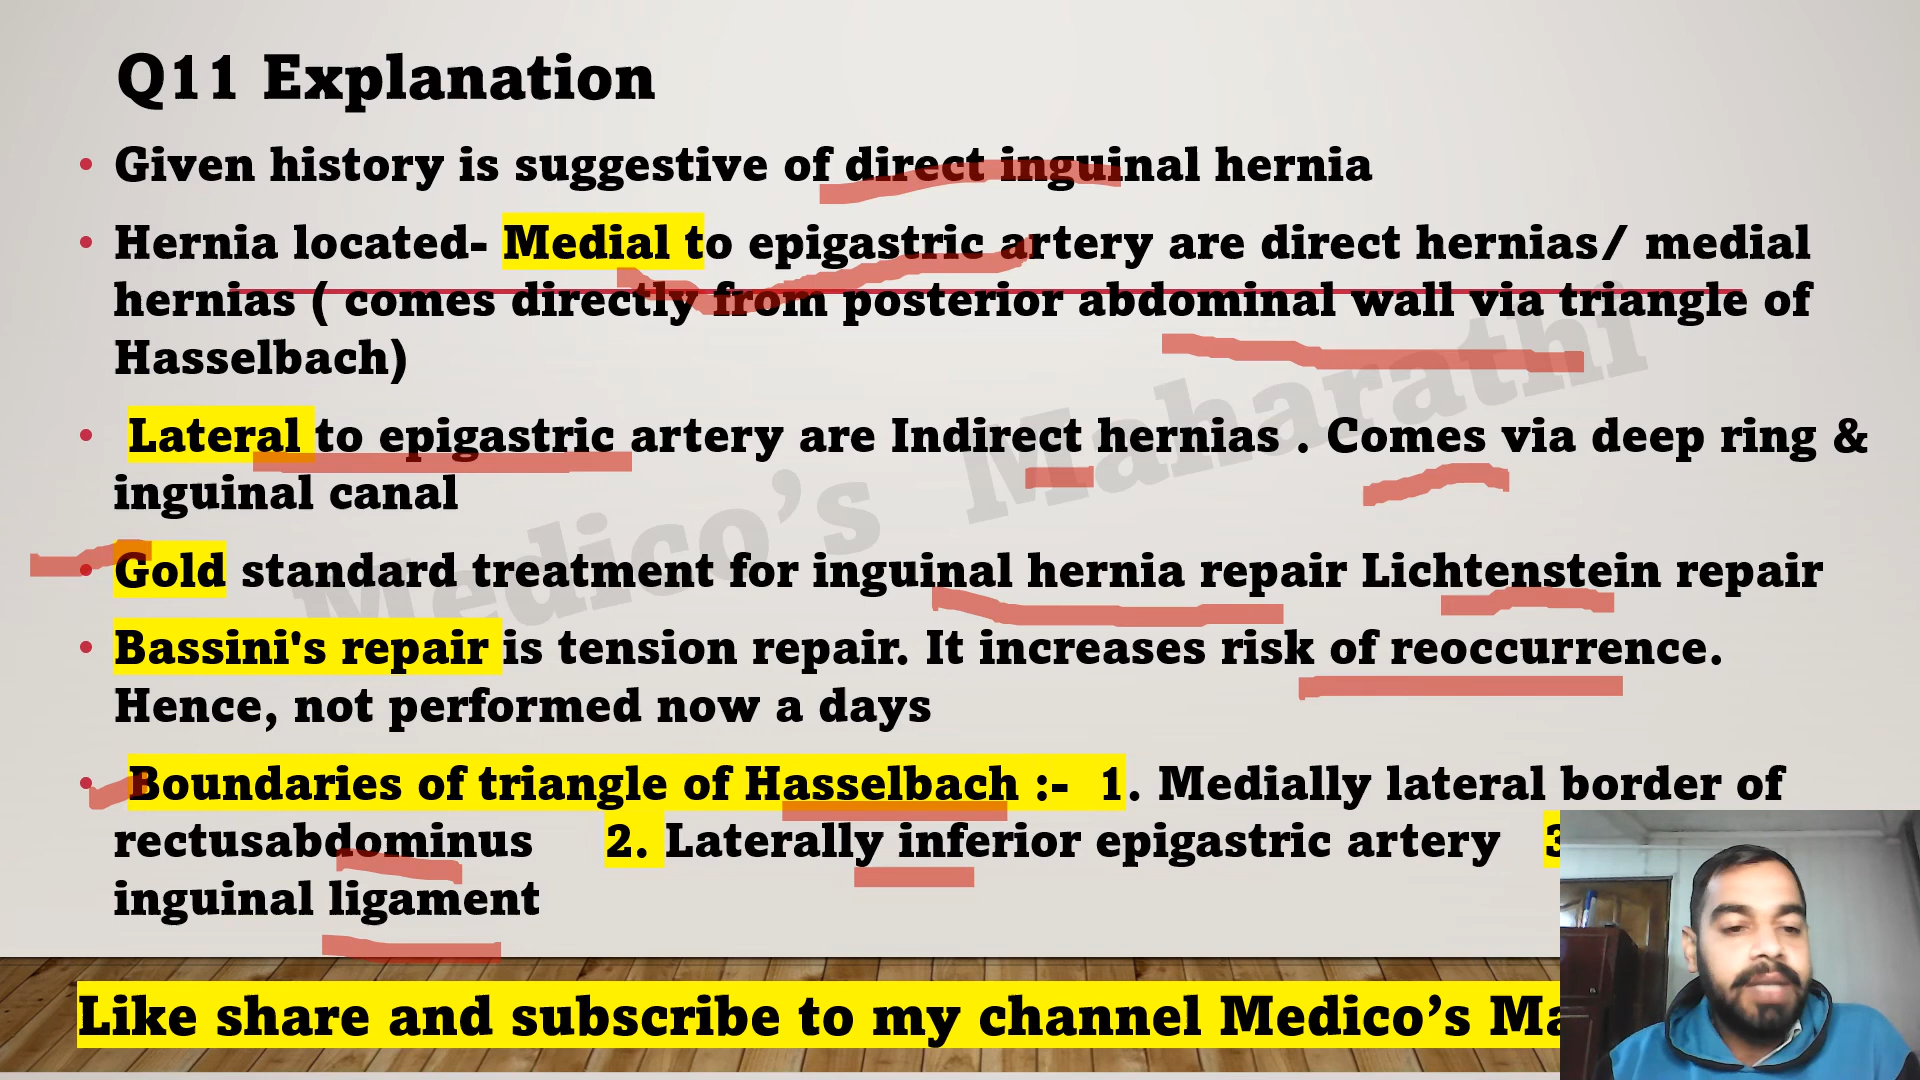 Q11 Explanation
• Given history is suggestive of direct inguinal hernia
• Hernia located- Medial to epigastric artery are direct hernias/ medial
hernias ( comes directly from posterior abdominal wall via triangle of
Hasselbach)
• Lateral to epigastric artery are Indirect hernias . Comes via deep ring &
inguinal canal
• Gold standard treatment for inguinal hernia repair Lichtenstein repair
• Bassini's repair is tension repair. It increases risk of reoccurrence.
Hence, not performed now a days
• Boundaries of triangle of Hasselbach :- 1. Medially lateral border of
rectusabdominus 2. Laterally inferior epigastric artery 3
inguinal ligament
Medico’s Maharathi
Like share and subscribe to my channel Medico’s Ma